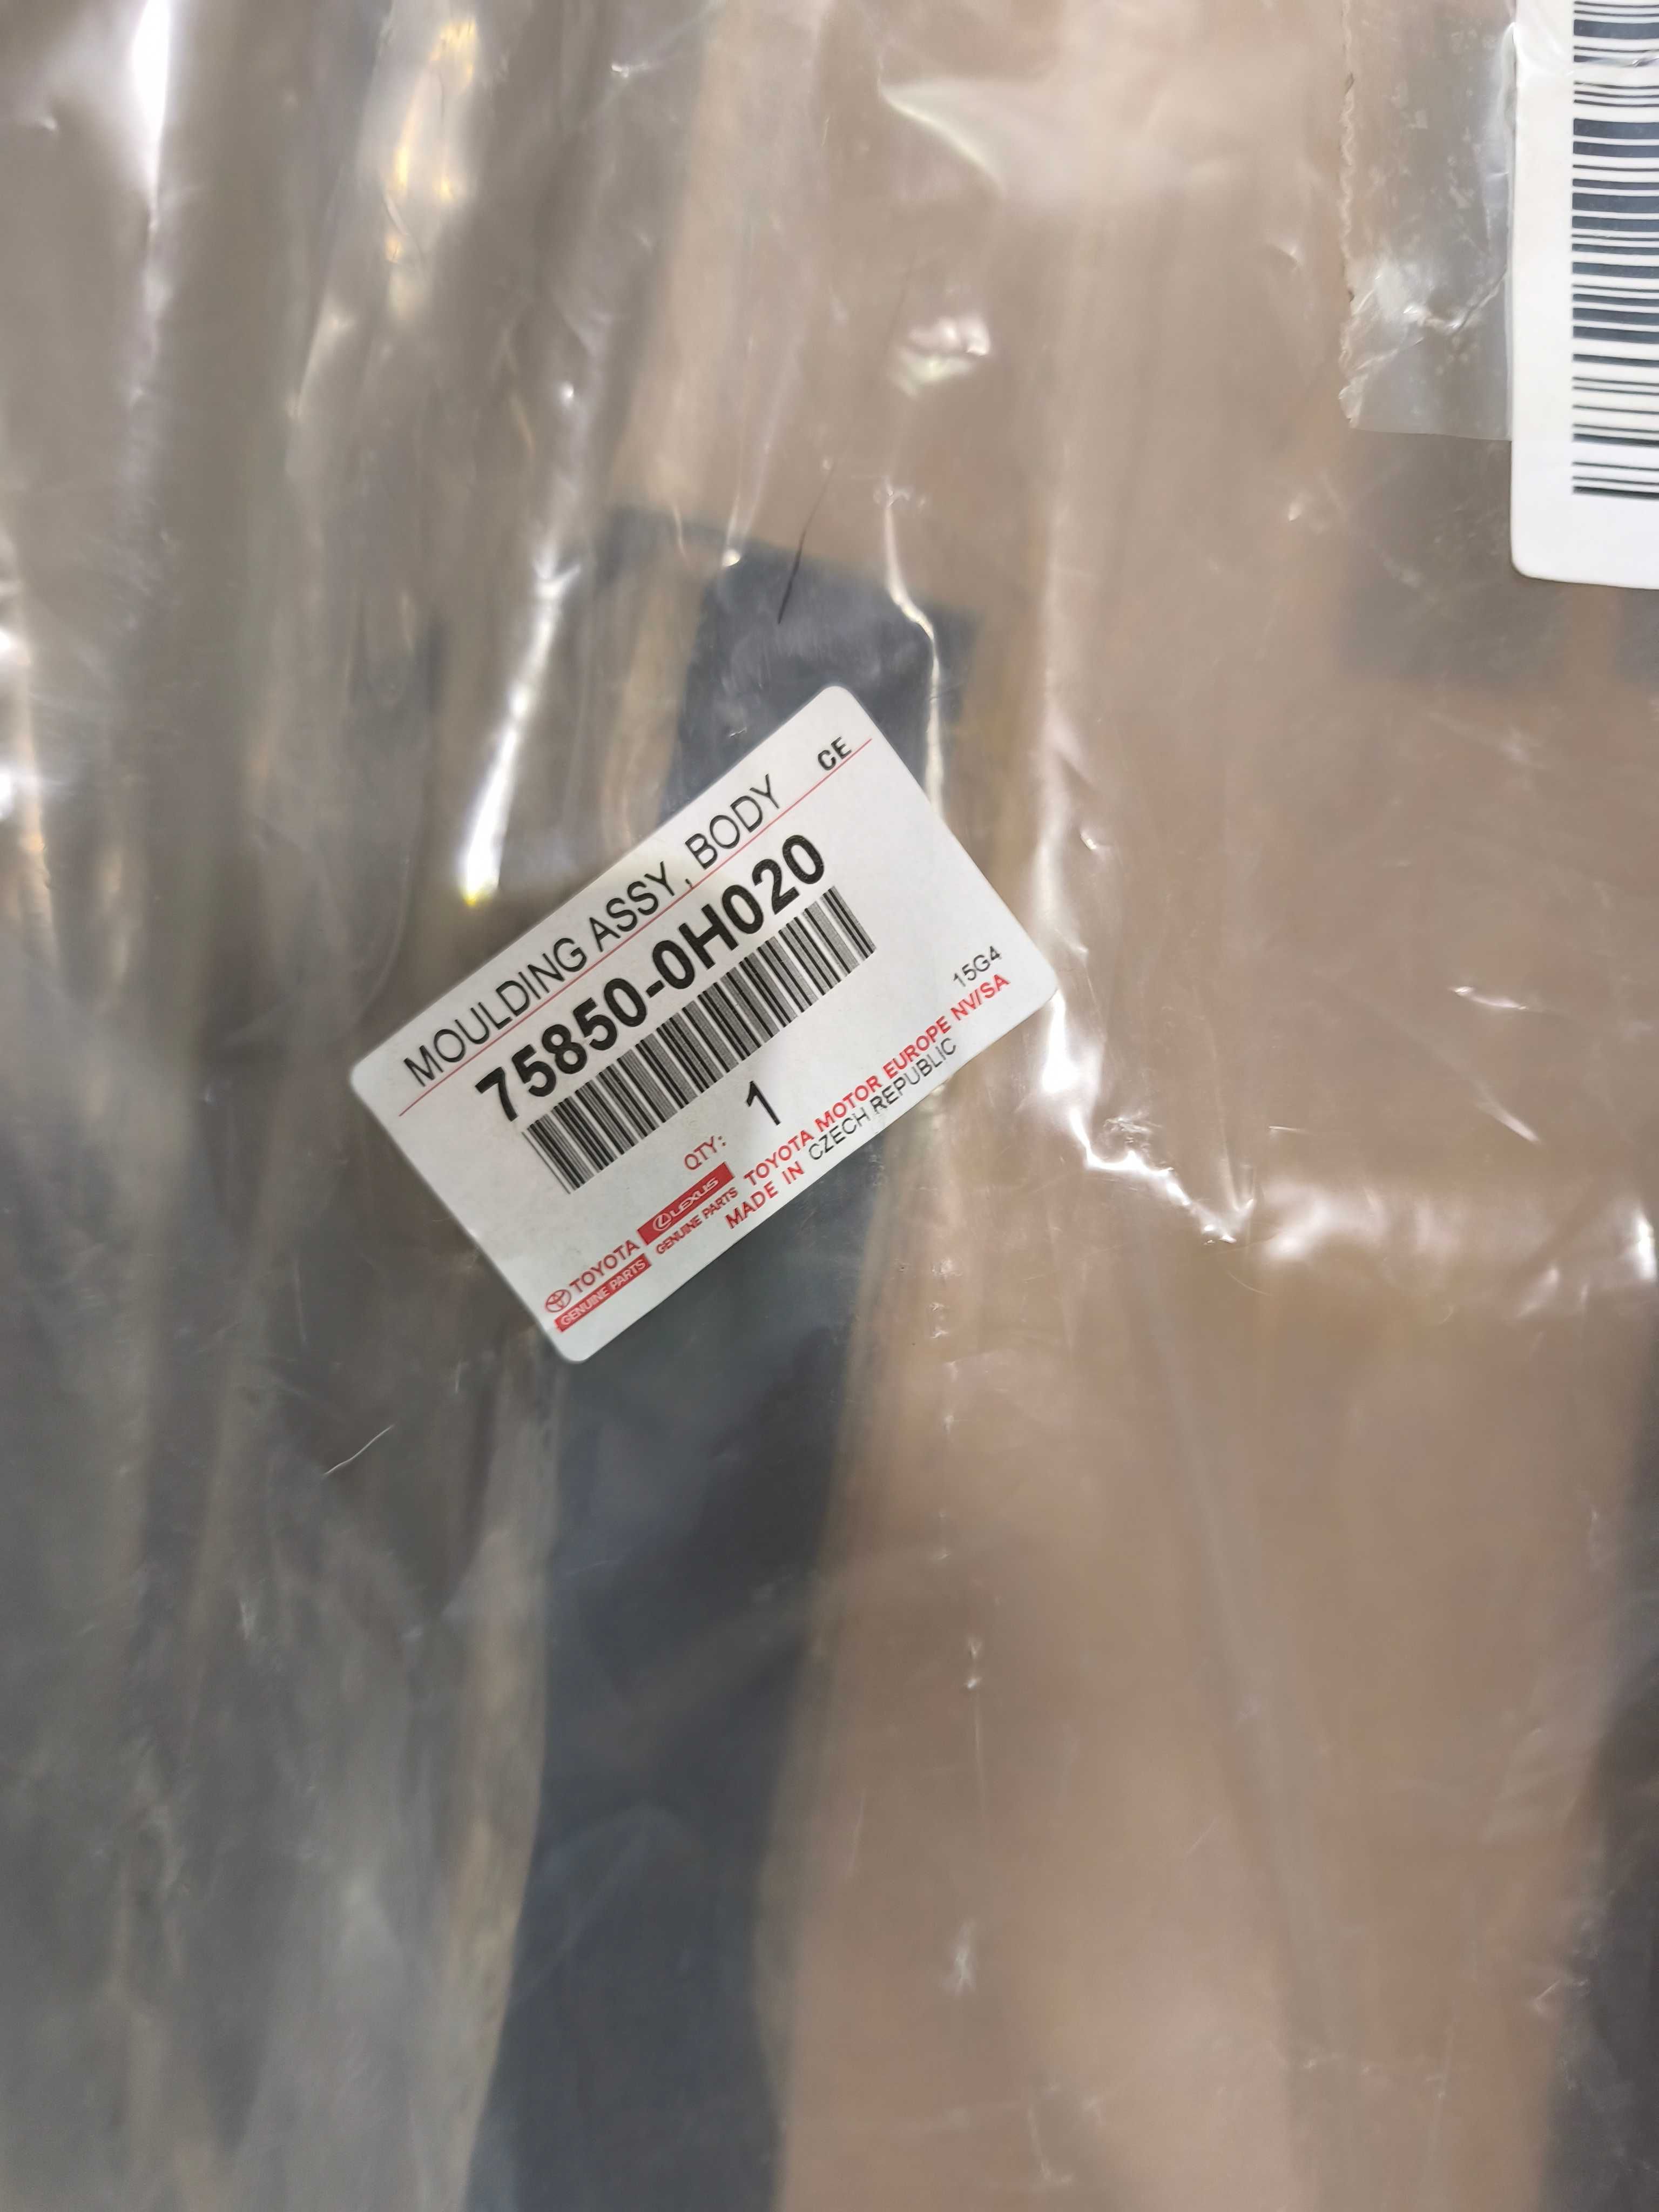 MOULDING ASSY, BODY CE
75850-0H020
15G4
QTY: 1
TOYOTA LEXUS TOYOTA MOTOR EUROPE NV/SA
GENUINE PARTS GENUINE PARTS MADE IN CZECH REPUBLIC